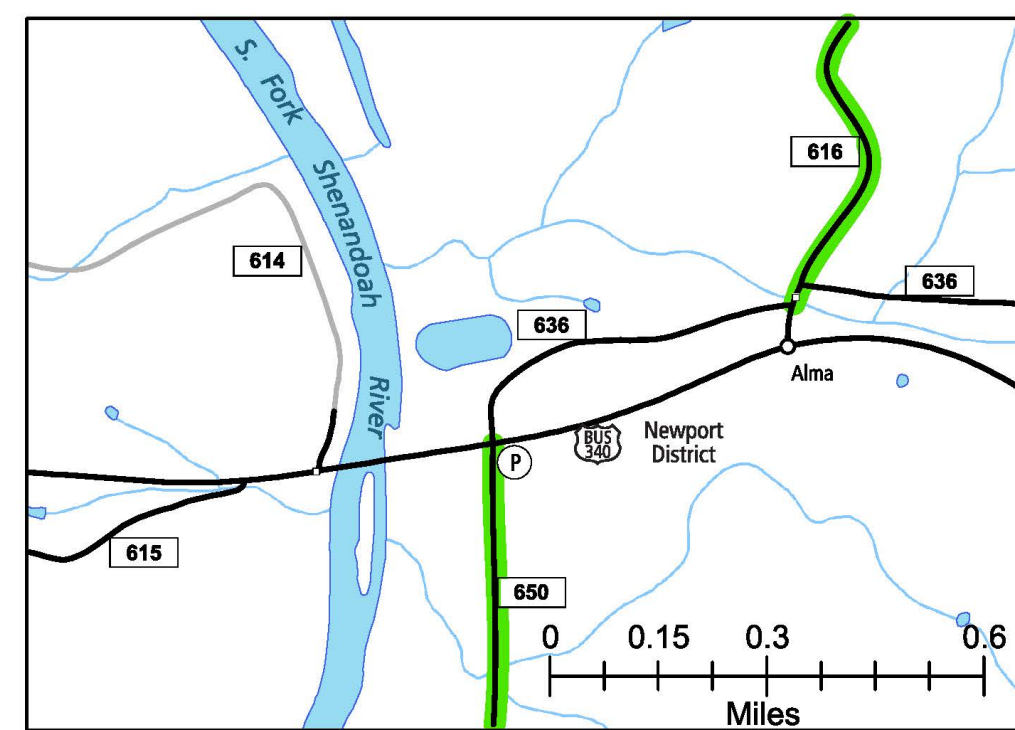 S. Fork Shenandoah River
616
614
636
636
Alma
BUS
340
Newport
District
P
615
650
0 0.15 0.3 0.6
Miles